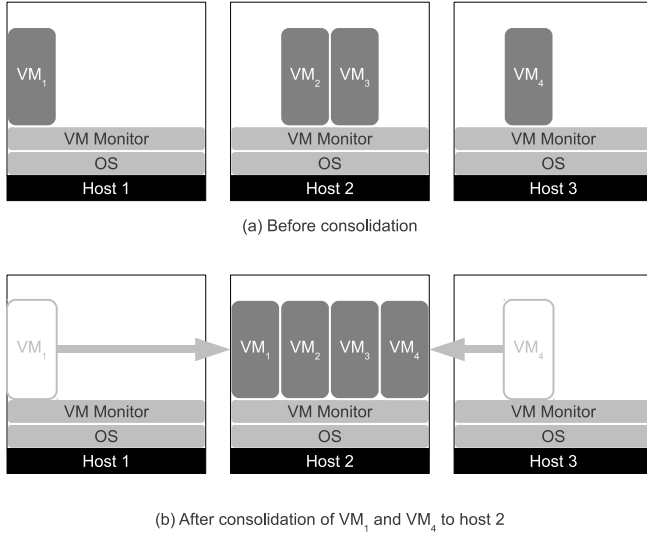 VM₁
VM₂ VM₃
VM₄
VM Monitor
OS
Host 1
VM Monitor
OS
Host 2
VM Monitor
OS
Host 3
(a) Before consolidation
VM₁
VM₁ VM₂ VM₃ VM₄
VM₄
VM Monitor
OS
Host 1
VM Monitor
OS
Host 2
VM Monitor
OS
Host 3
(b) After consolidation of VM₁ and VM₄ to host 2